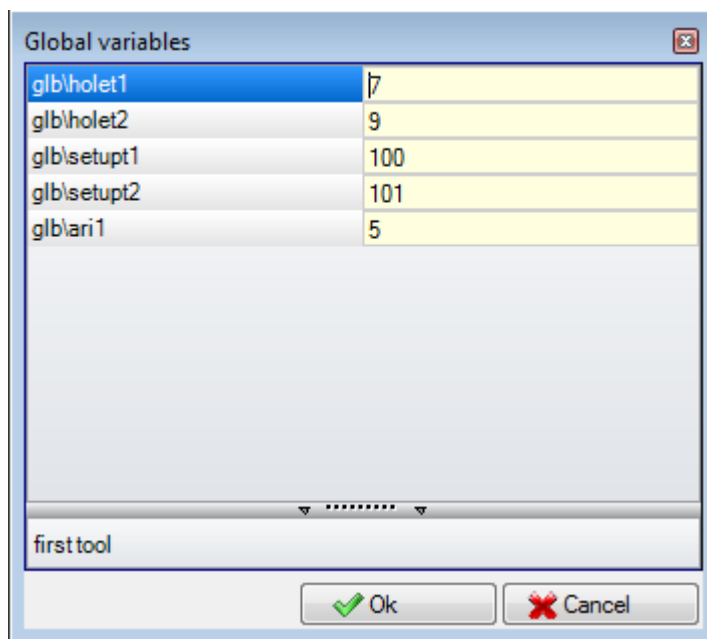 Global variables
glb\holet1 7
glb\holet2 9
glb\setupt1 100
glb\setupt2 101
glb\ari1 5
first tool
Ok Cancel